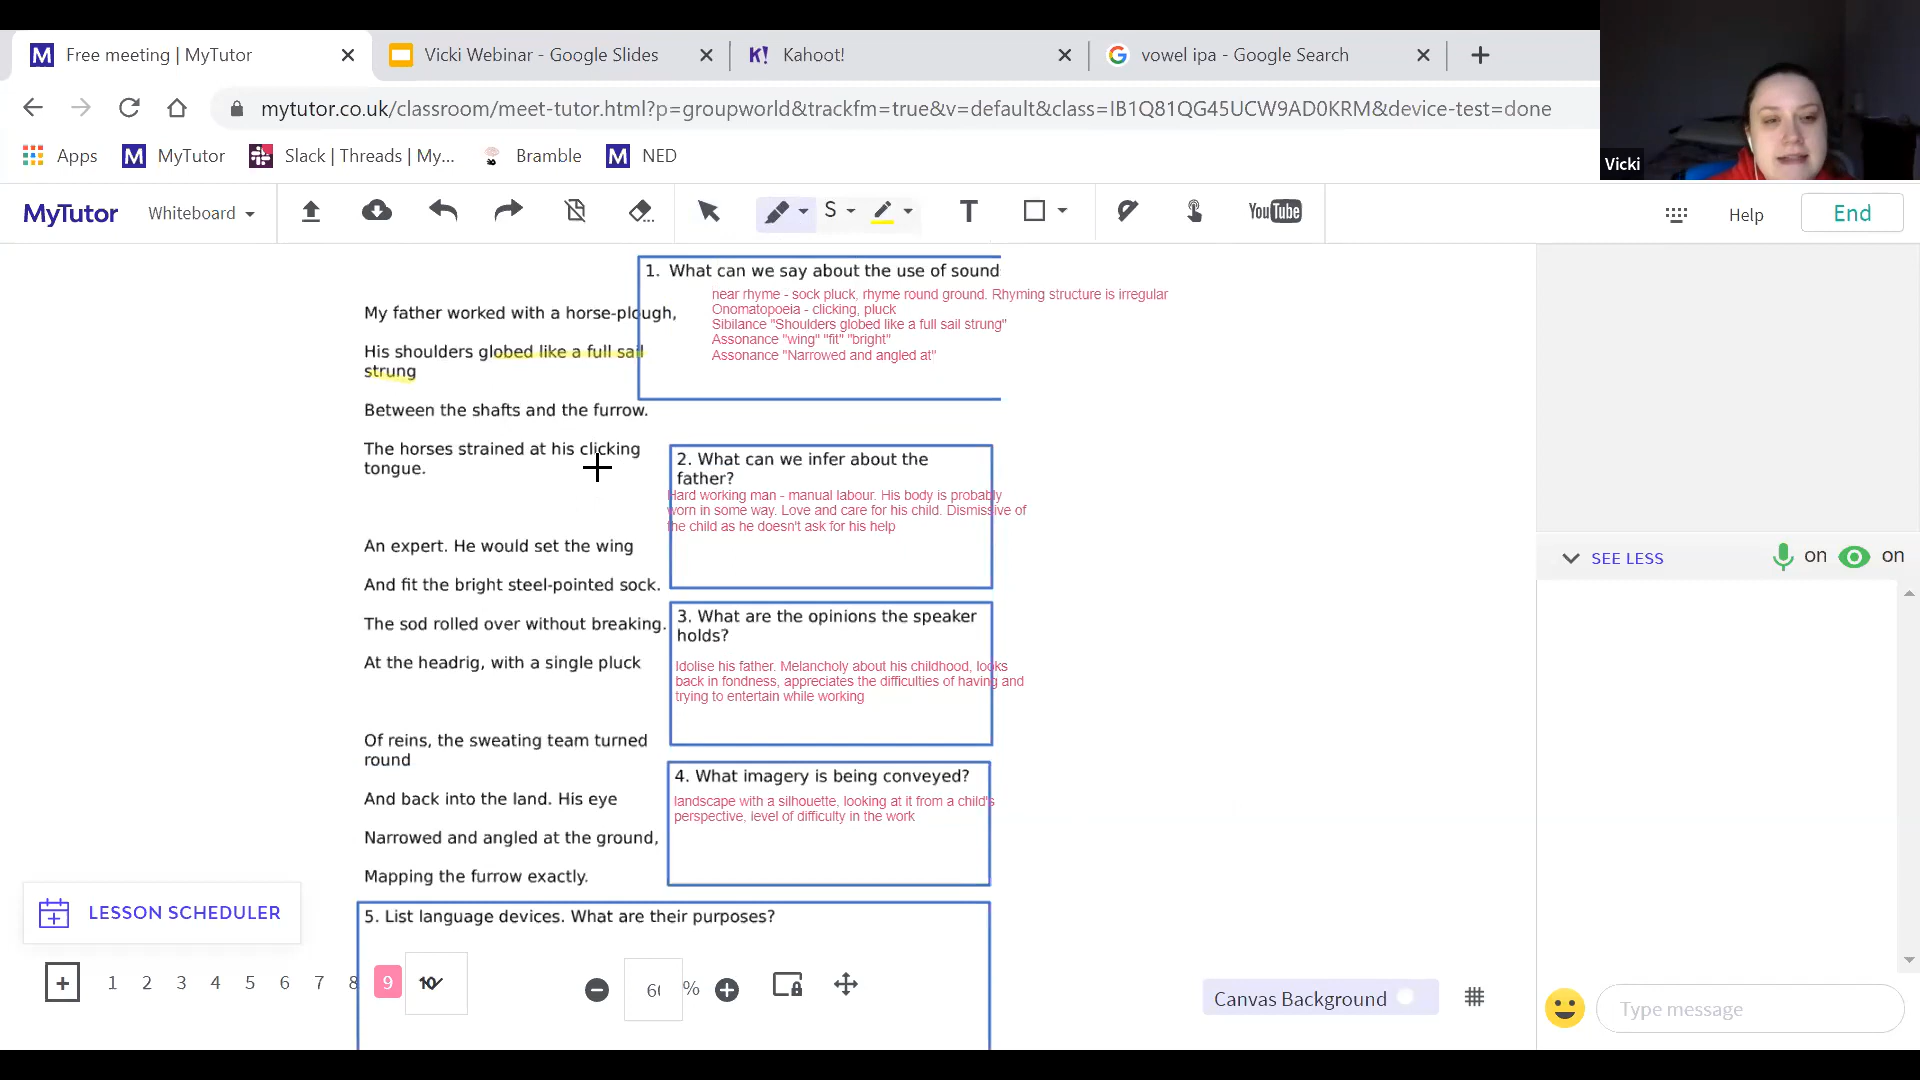 Free meeting | MyTutor
Vicki Webinar - Google Slides
K! Kahoot!
vowel ipa - Google Search
mytutor.co.uk/classroom/meet-tutor.html?p=groupworld&trackfm=true&v=default&class=IB1Q81QG45UCW9AD0KRM&device-test=done
Apps
M MyTutor
Slack | Threads | My...
Bramble
M NED
Vicki
MyTutor
Whiteboard
S
T
YouTube
Help
End
My father worked with a horse-plough,
His shoulders globed like a full sail
strung
Between the shafts and the furrow.
The horses strained at his clicking
tongue.
An expert. He would set the wing
And fit the bright steel-pointed sock.
The sod rolled over without breaking.
At the headrig, with a single pluck
Of reins, the sweating team turned
round
And back into the land. His eye
Narrowed and angled at the ground,
Mapping the furrow exactly.
1. What can we say about the use of sound
near rhyme - sock pluck, rhyme round ground. Rhyming structure is irregular
Onomatopoeia - clicking, pluck
Sibilance "Shoulders globed like a full sail strung"
Assonance "wing" "fit" "bright"
Assonance "Narrowed and angled at"
2. What can we infer about the
father?
Hard working man - manual labour. His body is probably
worn in some way. Love and care for his child. Dismissive of
the child as he doesn't ask for his help
3. What are the opinions the speaker
holds?
Idolise his father. Melancholy about his childhood, looks
back in fondness, appreciates the difficulties of having and
trying to entertain while working
4. What imagery is being conveyed?
landscape with a silhouette, looking at it from a child's
perspective, level of difficulty in the work
5. List language devices. What are their purposes?
SEE LESS
on
on
LESSON SCHEDULER
1 2 3 4 5 6 7 8 9 10
%
Canvas Background
Type message